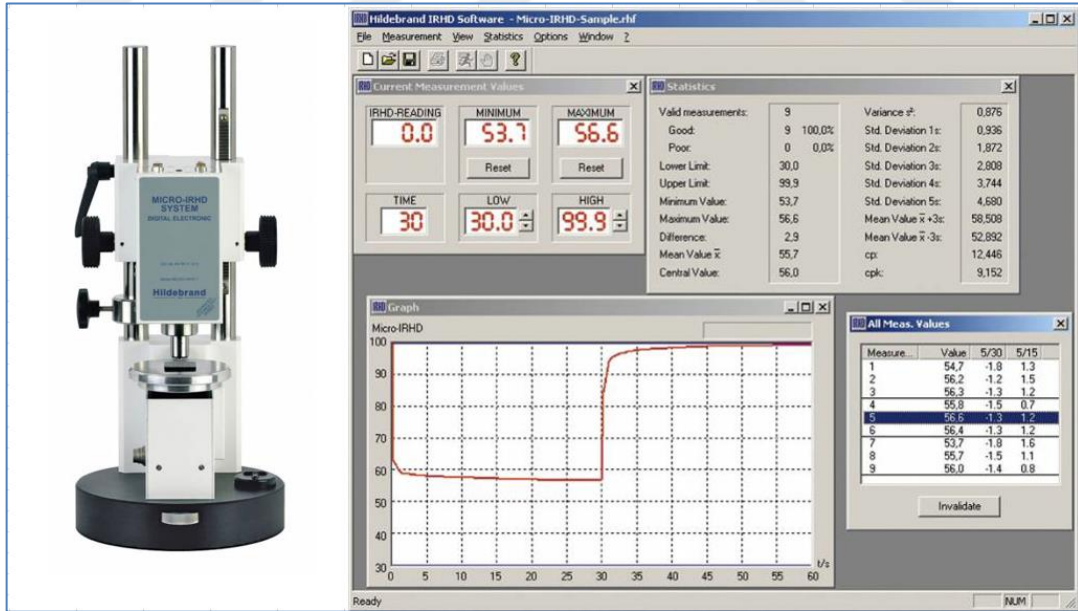 MICRO-IRHD
SYSTEM
DIGITAL ELECTRONIC
Hildebrand
Hildebrand IRHD Software - Micro-IRHD-Sample.rhf
File Measurement View Statistics Options Window ?
Current Measurement Values
IRHD-READING MINIMUM MAXIMUM
0.0 53.7 56.6
Reset Reset
TIME LOW HIGH
30 30.0 99.9
Statistics
Valid measurements: 9 Variance s²: 0,876
Good: 9 100,0% Std. Deviation 1s: 0,936
Poor: 0 0,0% Std. Deviation 2s: 1,872
Lower Limit: 30,0 Std. Deviation 3s: 2,808
Upper Limit: 99,9 Std. Deviation 4s: 3,744
Minimum Value: 53,7 Std. Deviation 5s: 4,680
Maximum Value: 56,6 Mean Value x̄ +3s: 58,508
Difference: 2,9 Mean Value x̄ -3s: 52,892
Mean Value x̄: 55,7 cp: 12,446
Central Value: 56,0 cpk: 9,152
Graph
Micro-IRHD
100
90
80
70
60
50
40
30
0 5 10 15 20 25 30 35 40 45 50 55 60
t/s
All Meas. Values
Measure... Value 5/30 5/15
1 54,7 -1.8 1.3
2 56,2 -1.2 1.5
3 56,3 -1.3 1.2
4 55,8 -1.5 0.7
5 56,6 -1.3 1.2
6 56,4 -1.3 1.2
7 53,7 -1.8 1.6
8 55,7 -1.5 1.1
9 56,0 -1.4 0.8
Invalidate
Ready NUM